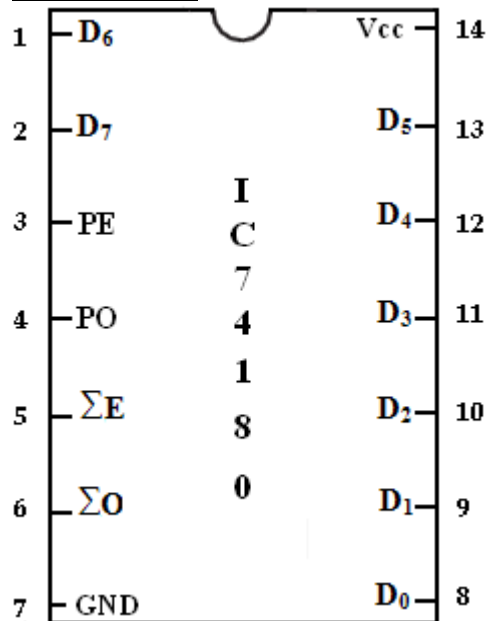 1 D₆ Vcc 14
2 D₇ D₅ 13
3 PE D₄ 12
4 PO D₃ 11
5 ΣE D₂ 10
6 ΣO D₁ 9
7 GND D₀ 8
I
C
7
4
1
8
0